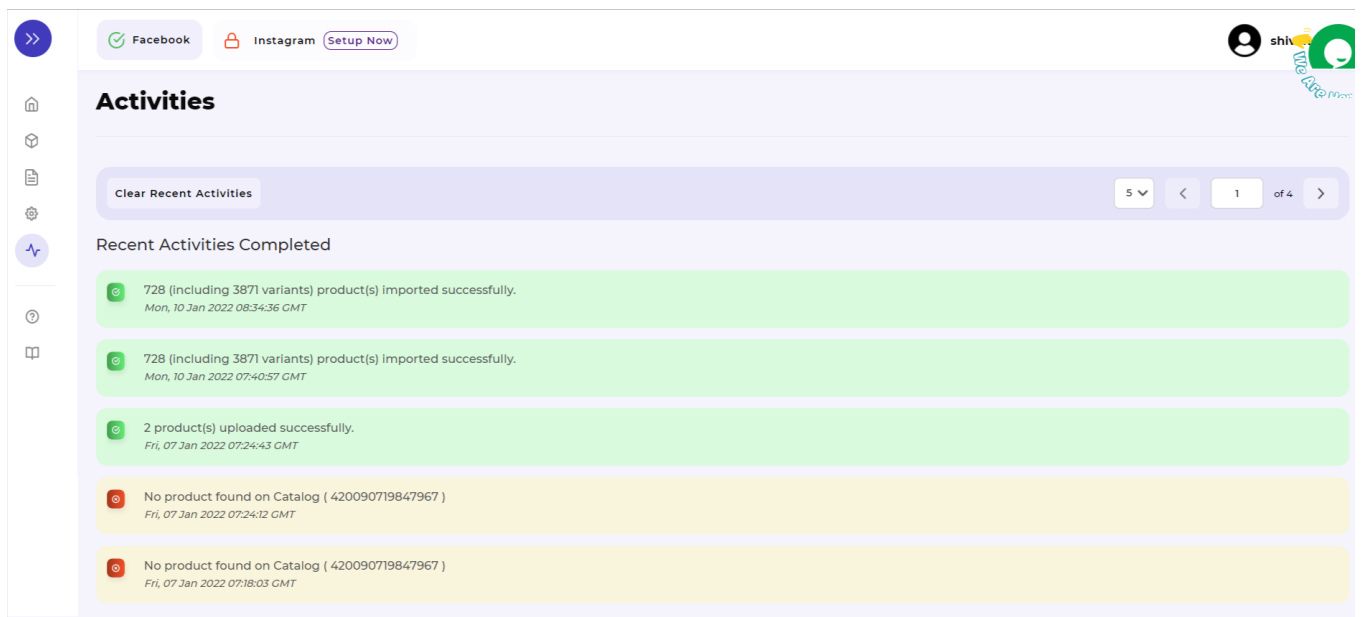 Facebook
Instagram Setup Now
We Are
Activities
Clear Recent Activities
5
1 of 4
Recent Activities Completed
728 (including 3871 variants) product(s) imported successfully.
Mon, 10 Jan 2022 08:34:36 GMT
728 (including 3871 variants) product(s) imported successfully.
Mon, 10 Jan 2022 07:40:57 GMT
2 product(s) uploaded successfully.
Fri, 07 Jan 2022 07:24:43 GMT
No product found on Catalog ( 420090719847967 )
Fri, 07 Jan 2022 07:24:12 GMT
No product found on Catalog ( 420090719847967 )
Fri, 07 Jan 2022 07:18:03 GMT